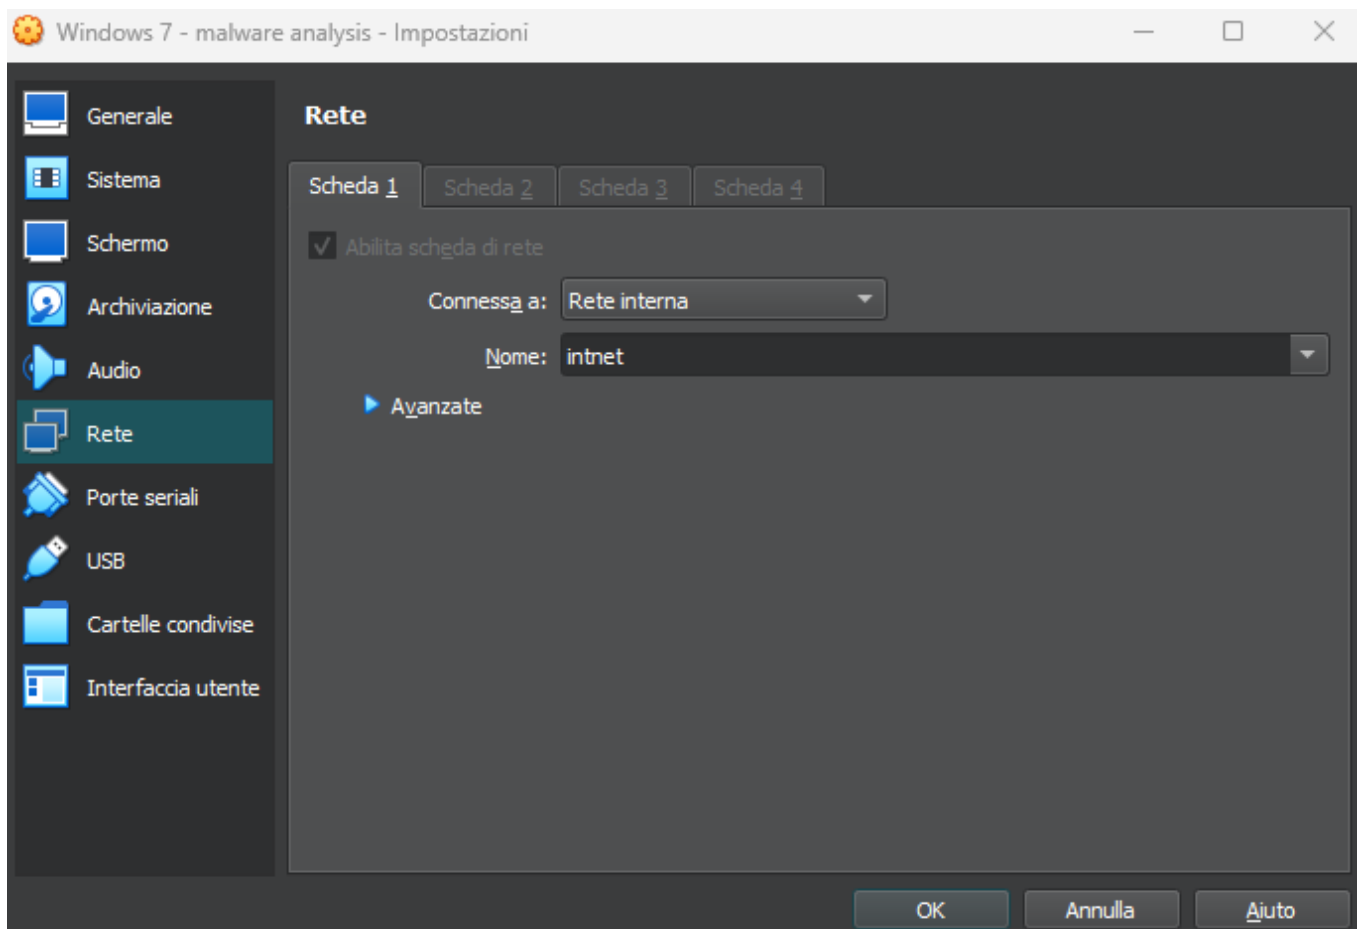 Windows 7 - malware analysis - Impostazioni
Generale
Sistema
Schermo
Archiviazione
Audio
Rete
Porte seriali
USB
Cartelle condivise
Interfaccia utente
Rete
Scheda 1 Scheda 2 Scheda 3 Scheda 4
Abilita scheda di rete
Connessa a: Rete interna
Nome: intnet
Avanzate
OK Annulla Aiuto